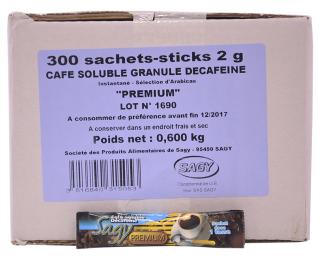 300 sachets-sticks 2 g
CAFE SOLUBLE GRANULE DECAFEINE
Instantané - Sélection d'Arabicas
"PREMIUM"
LOT N° 1690
A consommer de préférence avant fin 12/2017
A conserver dans un endroit frais et sec
Poids net : 0,600 kg
Société des Produits Alimentaires de Sagy - 95450 SAGY
SAGY
Sagy
PREMIUM